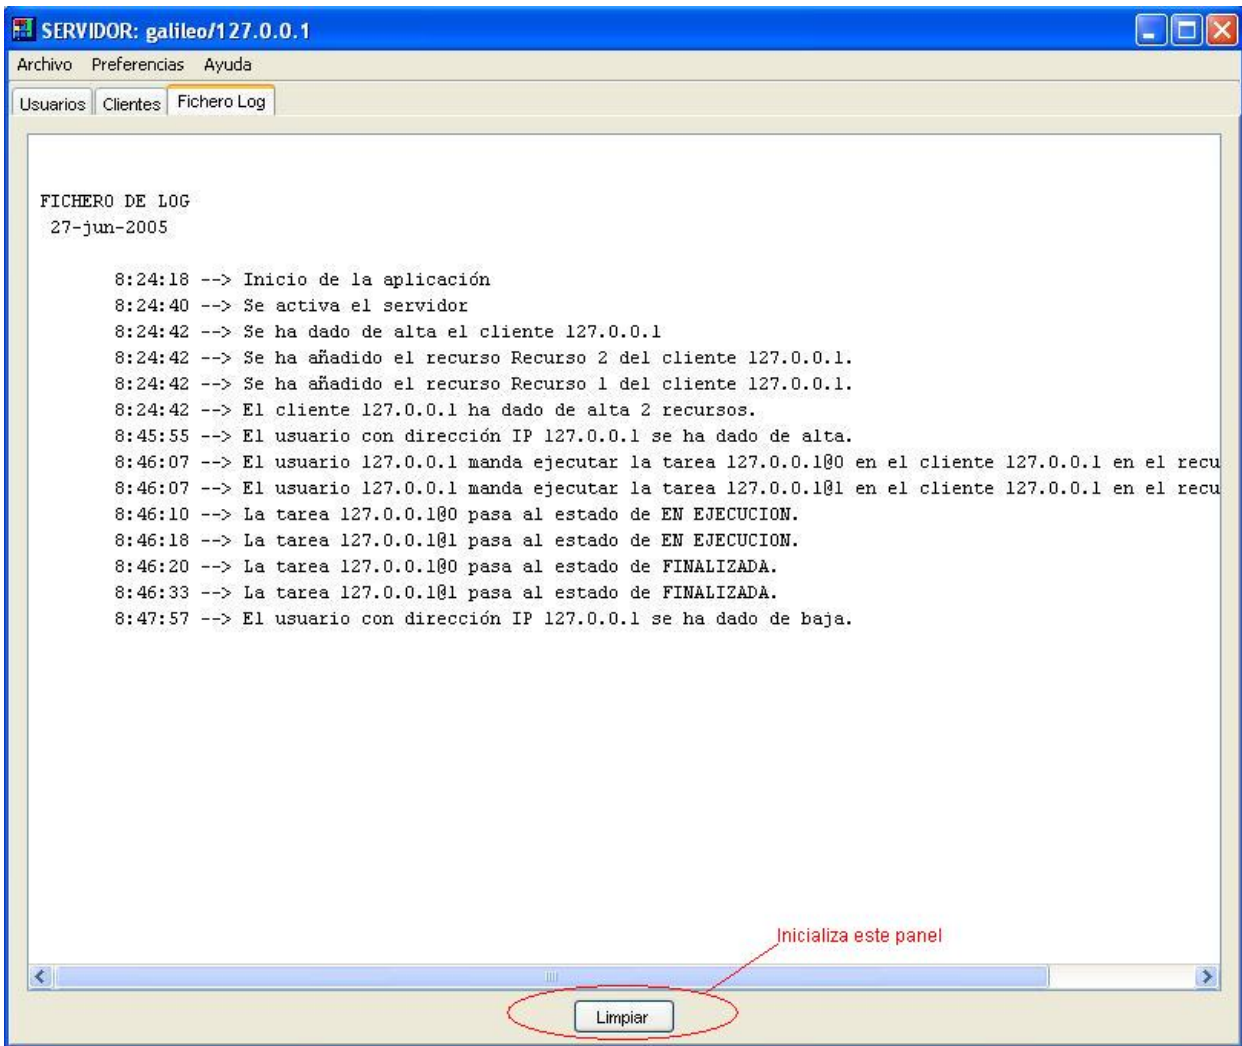 SERVIDOR: galileo/127.0.0.1
Archivo Preferencias Ayuda
Usuarios Clientes Fichero Log
FICHERO DE LOG
27-jun-2005
8:24:18 --> Inicio de la aplicación
8:24:40 --> Se activa el servidor
8:24:42 --> Se ha dado de alta el cliente 127.0.0.1
8:24:42 --> Se ha añadido el recurso Recurso 2 del cliente 127.0.0.1.
8:24:42 --> Se ha añadido el recurso Recurso 1 del cliente 127.0.0.1.
8:24:42 --> El cliente 127.0.0.1 ha dado de alta 2 recursos.
8:45:55 --> El usuario con dirección IP 127.0.0.1 se ha dado de alta.
8:46:07 --> El usuario 127.0.0.1 manda ejecutar la tarea 127.0.0.1@0 en el cliente 127.0.0.1 en el recu
8:46:07 --> El usuario 127.0.0.1 manda ejecutar la tarea 127.0.0.1@1 en el cliente 127.0.0.1 en el recu
8:46:10 --> La tarea 127.0.0.1@0 pasa al estado de EN EJECUCION.
8:46:18 --> La tarea 127.0.0.1@1 pasa al estado de EN EJECUCION.
8:46:20 --> La tarea 127.0.0.1@0 pasa al estado de FINALIZADA.
8:46:33 --> La tarea 127.0.0.1@1 pasa al estado de FINALIZADA.
8:47:57 --> El usuario con dirección IP 127.0.0.1 se ha dado de baja.
Inicializa este panel
Limpiar